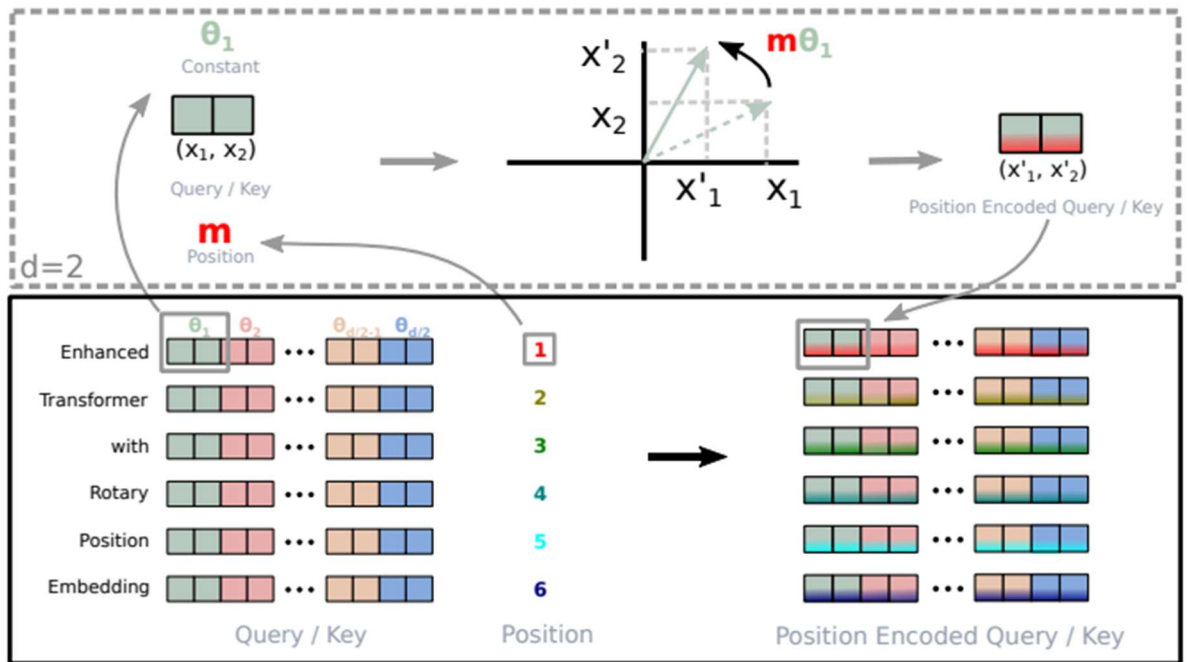 θ₁
Constant
(x₁, x₂)
Query / Key
m
Position
d=2
x'₂
x₂
x'₁ x₁
mθ₁
(x'₁, x'₂)
Position Encoded Query / Key
θ₁ θ₂ θd/2-1 θd/2
Enhanced ••• 1 •••
Transformer ••• 2 •••
with ••• 3 •••
Rotary ••• 4 •••
Position ••• 5 •••
Embedding ••• 6 •••
Query / Key Position Position Encoded Query / Key